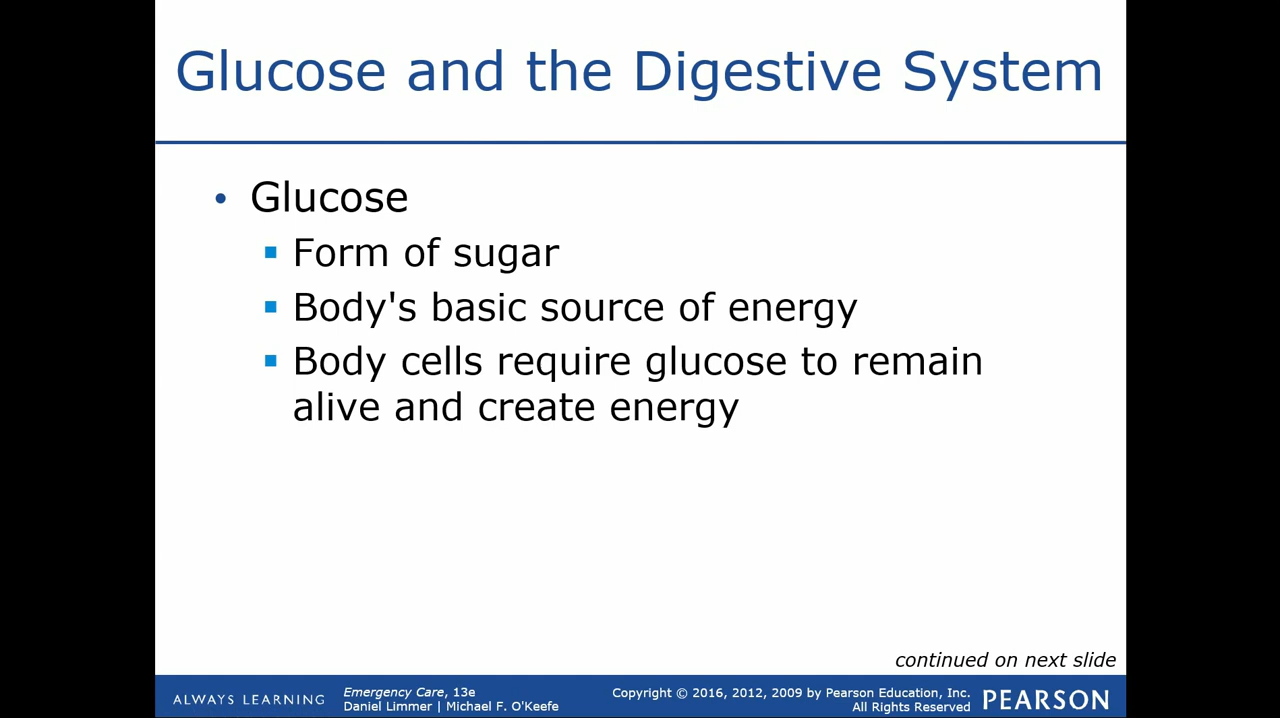 Glucose and the Digestive System
• Glucose
▪ Form of sugar
▪ Body's basic source of energy
▪ Body cells require glucose to remain
alive and create energy
continued on next slide
ALWAYS LEARNING
Emergency Care, 13e
Daniel Limmer | Michael F. O'Keefe
Copyright © 2016, 2012, 2009 by Pearson Education, Inc.
All Rights Reserved
PEARSON